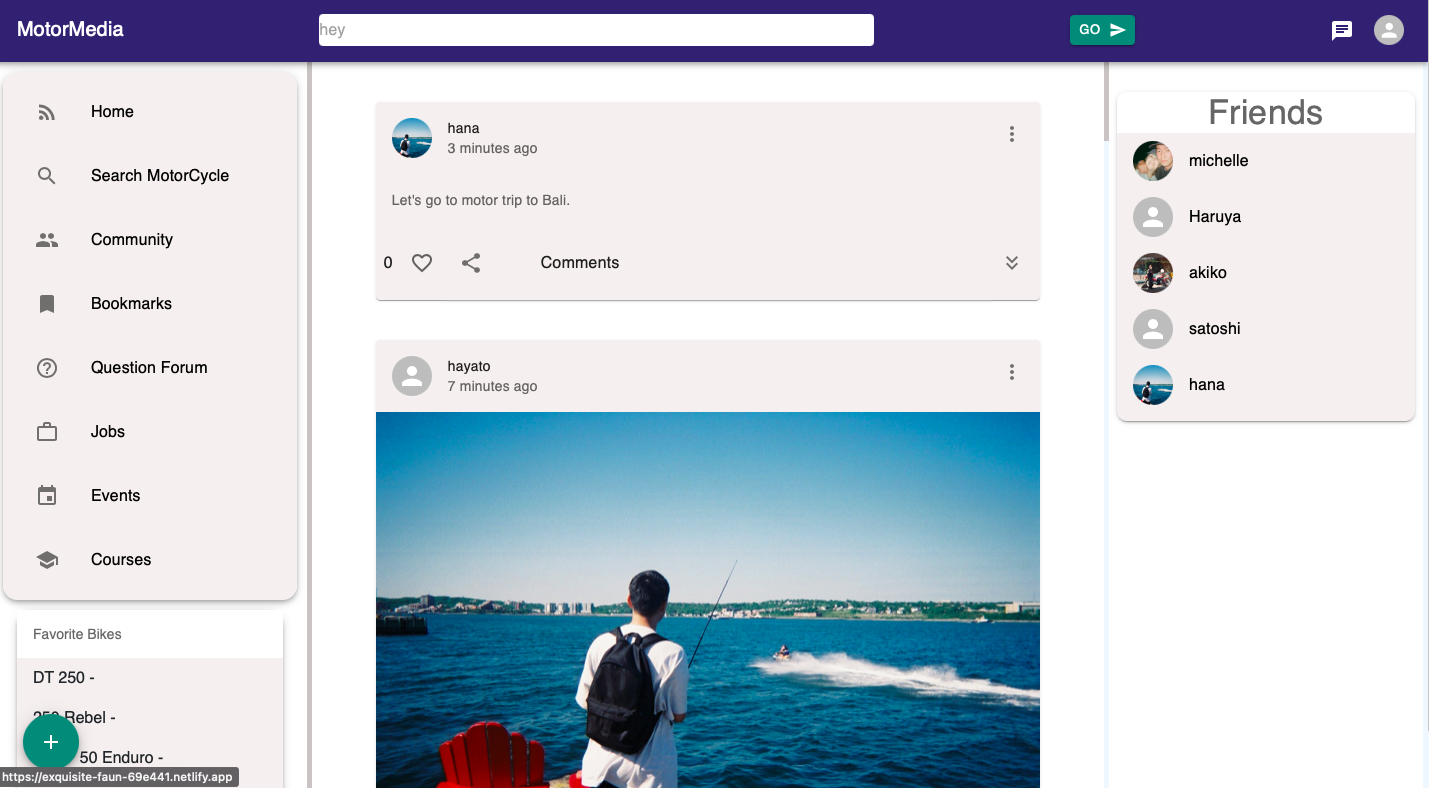 MotorMedia
hey
GO
Home
Search MotorCycle
Community
Bookmarks
Question Forum
Jobs
Events
Courses
Favorite Bikes
DT 250 -
250 Rebel -
50 Enduro -
https://exquisite-faun-69e441.netlify.app
hana
3 minutes ago
Let's go to motor trip to Bali.
0
Comments
hayato
7 minutes ago
Friends
michelle
Haruya
akiko
satoshi
hana